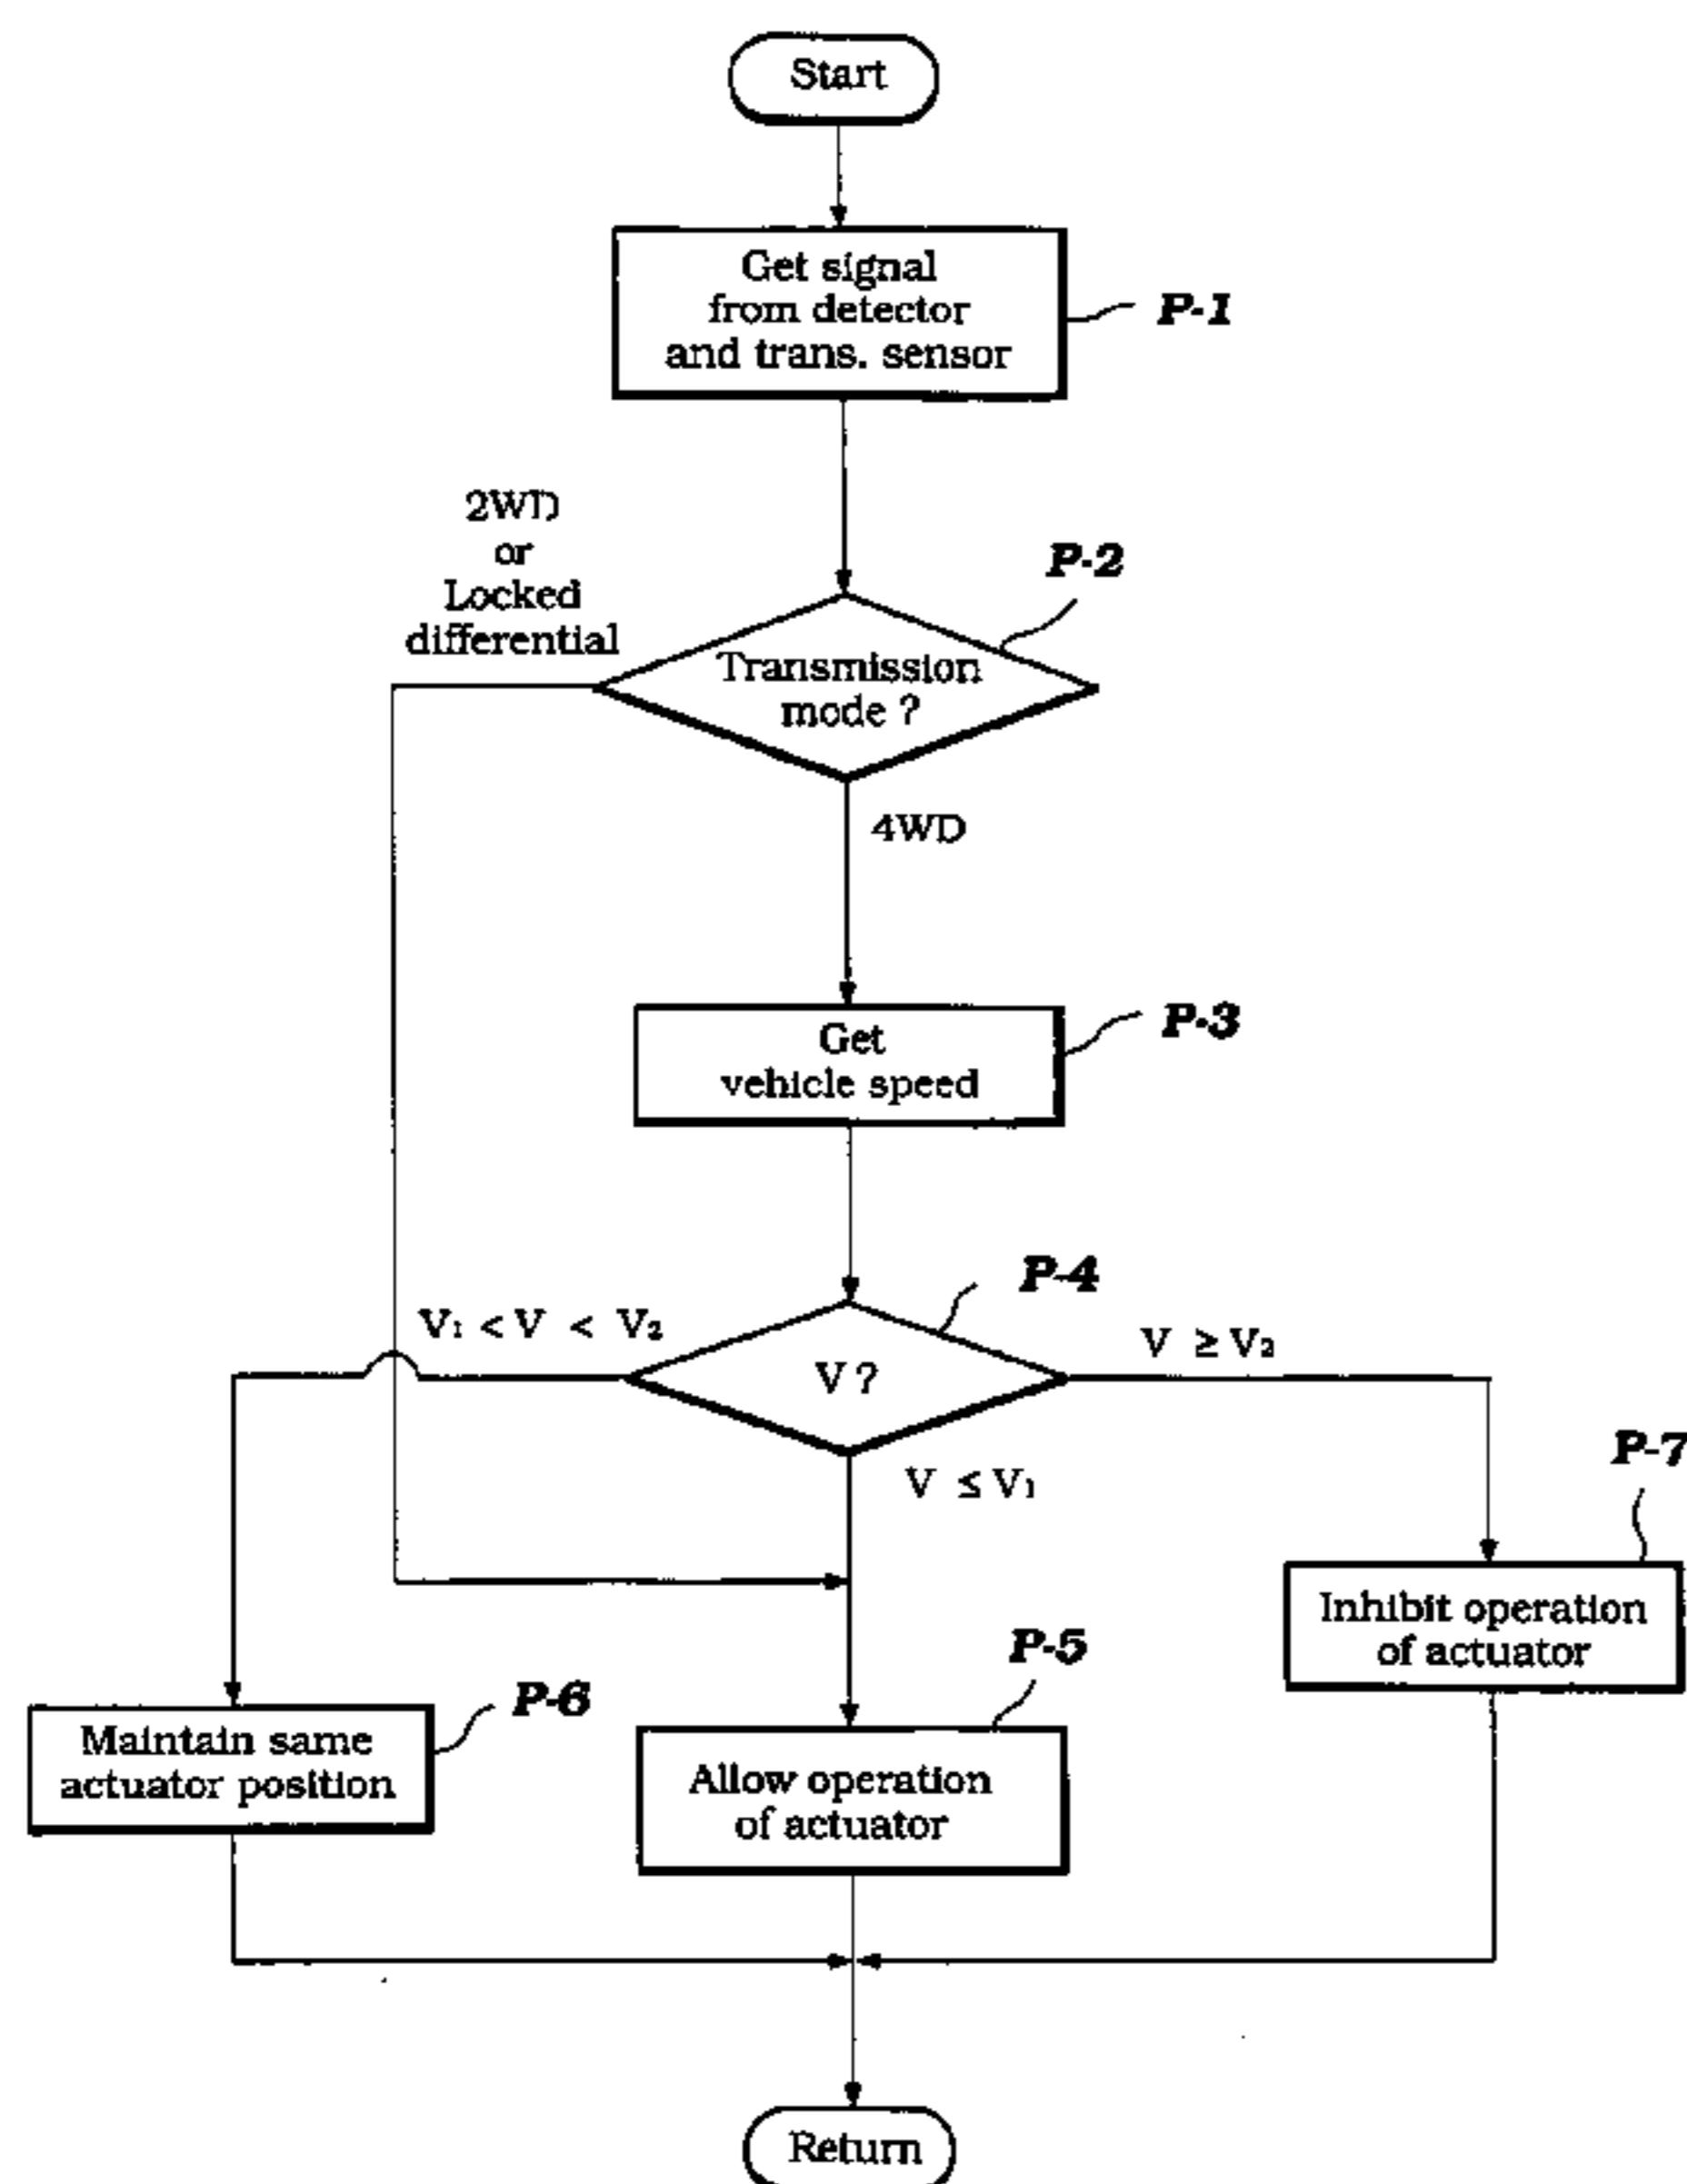 Start
Get signal
from detector
and trans. sensor
P-1
2WD
or
Locked
differential
P-2
Transmission
mode ?
4WD
Get
vehicle speed
P-3
P-4
V₁ < V < V₂
V ?
V ≥ V₂
V ≤ V₁
P-7
Inhibit operation
of actuator
P-5
P-6
Maintain same
actuator position
Allow operation
of actuator
Return